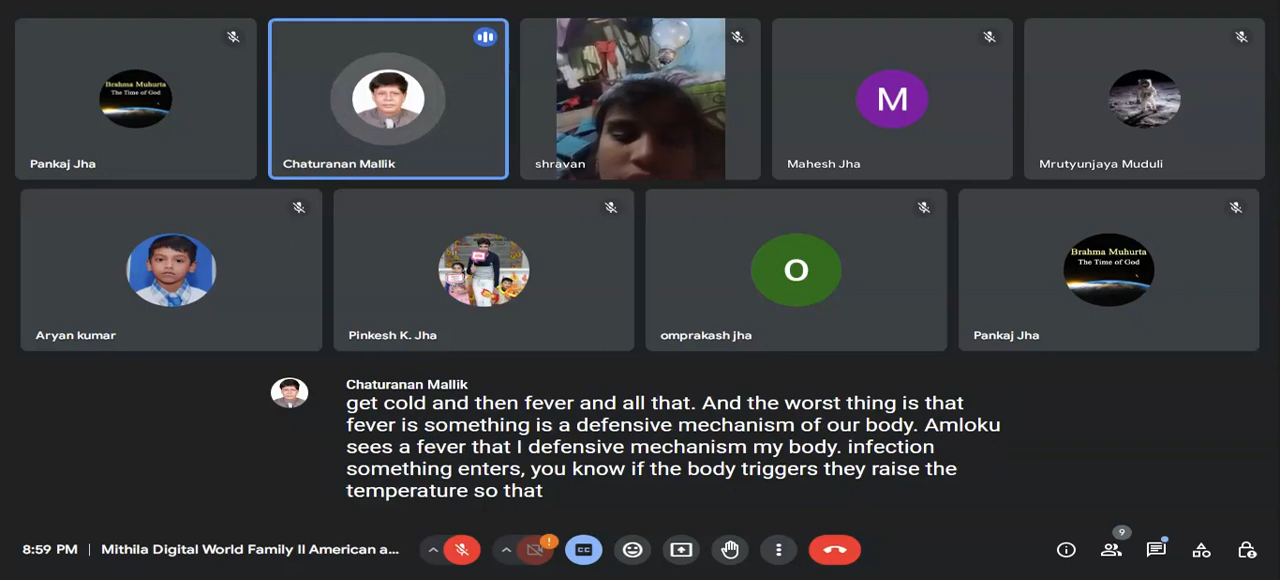 Brahma Muhurta
The Time of God
Pankaj Jha
Chaturanan Mallik
shravan
M
Mahesh Jha
Mrutyunjaya Muduli
Aryan kumar
Pinkesh K. Jha
O
omprakash jha
Brahma Muhurta
The Time of God
Pankaj Jha
Chaturanan Mallik
get cold and then fever and all that. And the worst thing is that
fever is something is a defensive mechanism of our body. Amloku
sees a fever that I defensive mechanism my body. infection
something enters, you know if the body triggers they raise the
temperature so that
8:59 PM | Mithila Digital World Family II American a...
CC
!
9